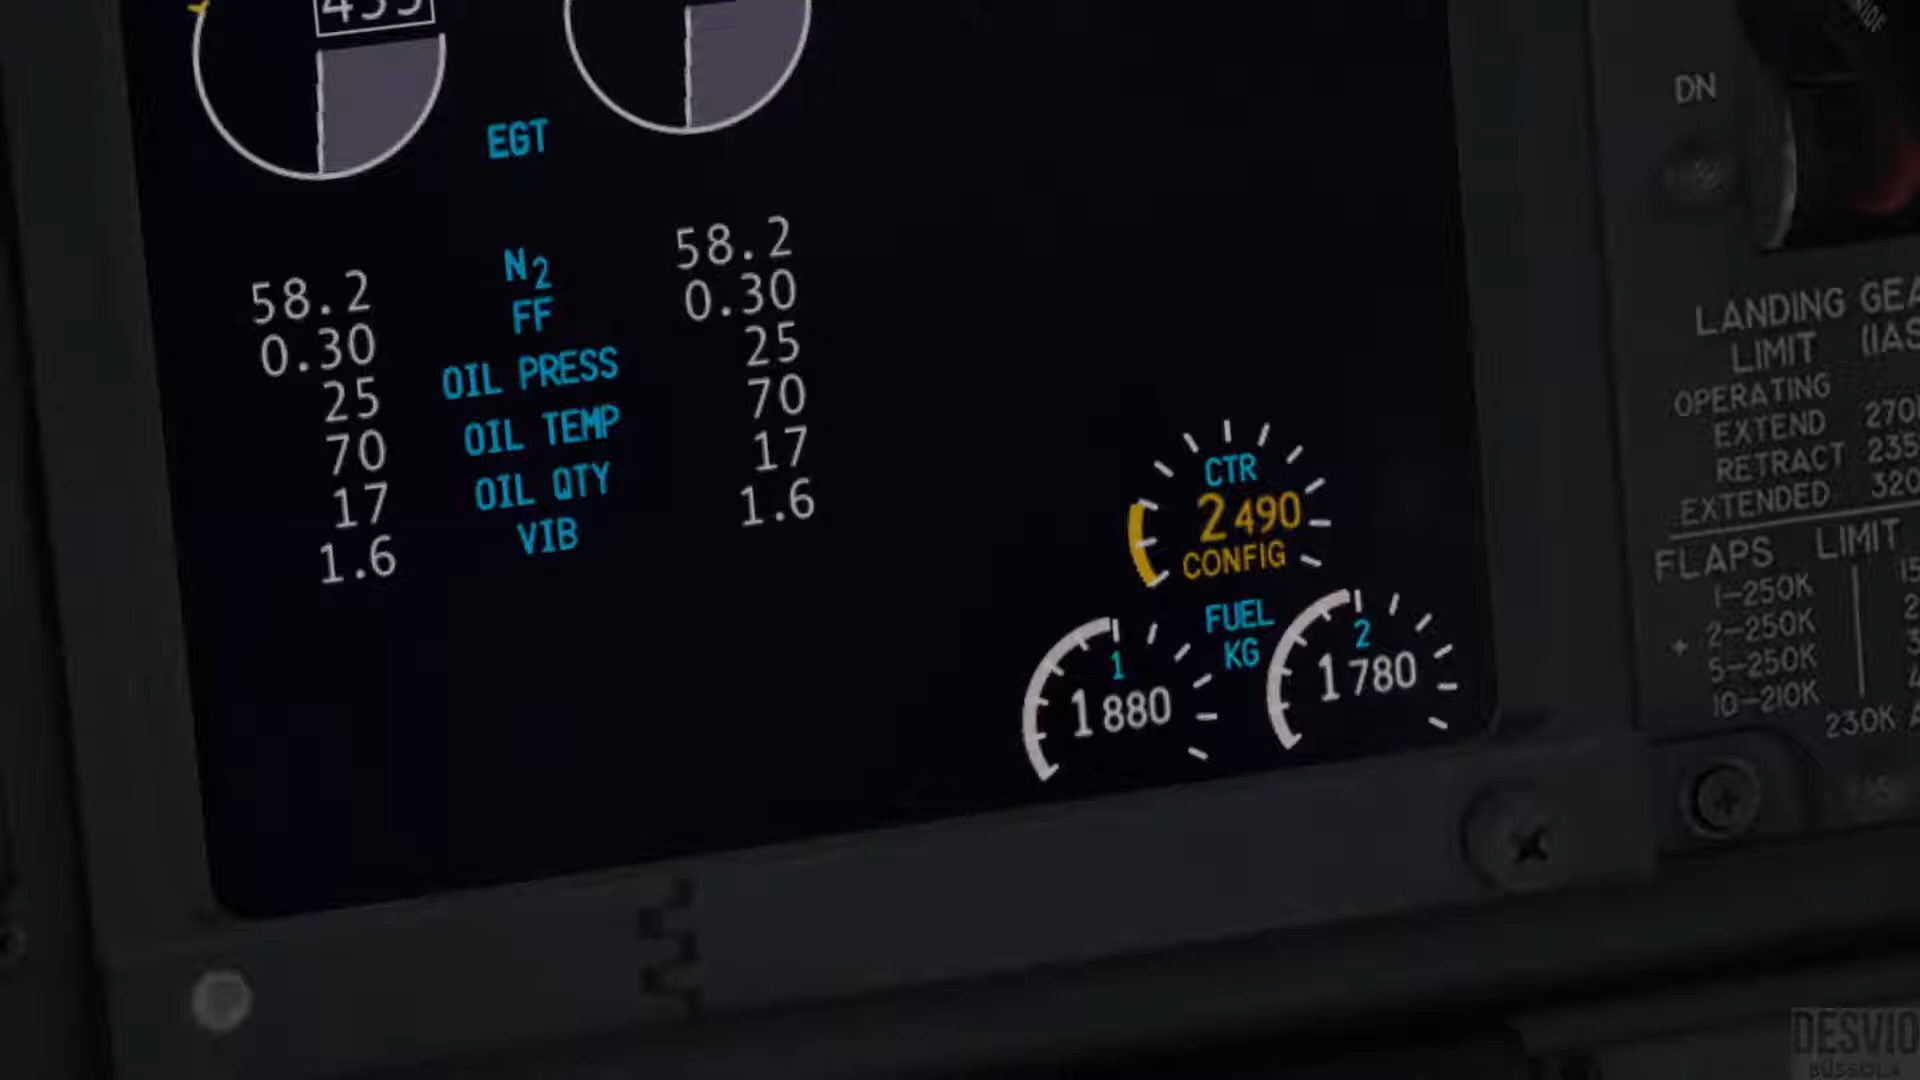 435
EGT
58.2 N2 58.2
0.30 FF 0.30
25 OIL PRESS 25
70 OIL TEMP 70
17 OIL QTY 17
1.6 VIB 1.6
CTR
2490
CONFIG
FUEL
KG
1
1880
2
1780
DN
LANDING GEA
LIMIT (IAS
OPERATING
EXTEND 270
RETRACT 235
EXTENDED 320
FLAPS LIMIT
1-250K 15
2-250K
5-250K
10-210K
230K A
DESVIO
BÚSSOLA